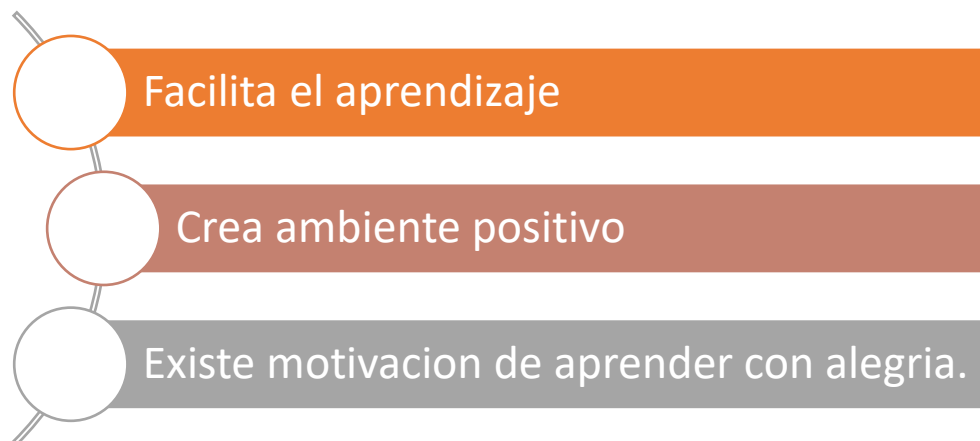 Facilita el aprendizaje
Crea ambiente positivo
Existe motivacion de aprender con alegria.